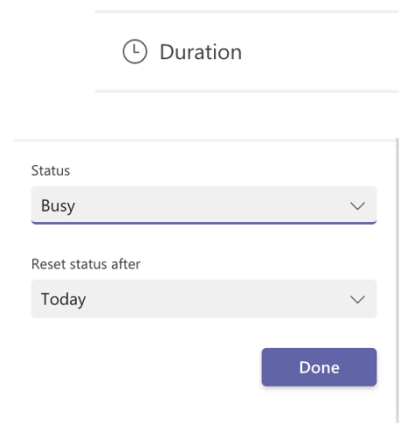 Duration
Status
Busy
Reset status after
Today
Done